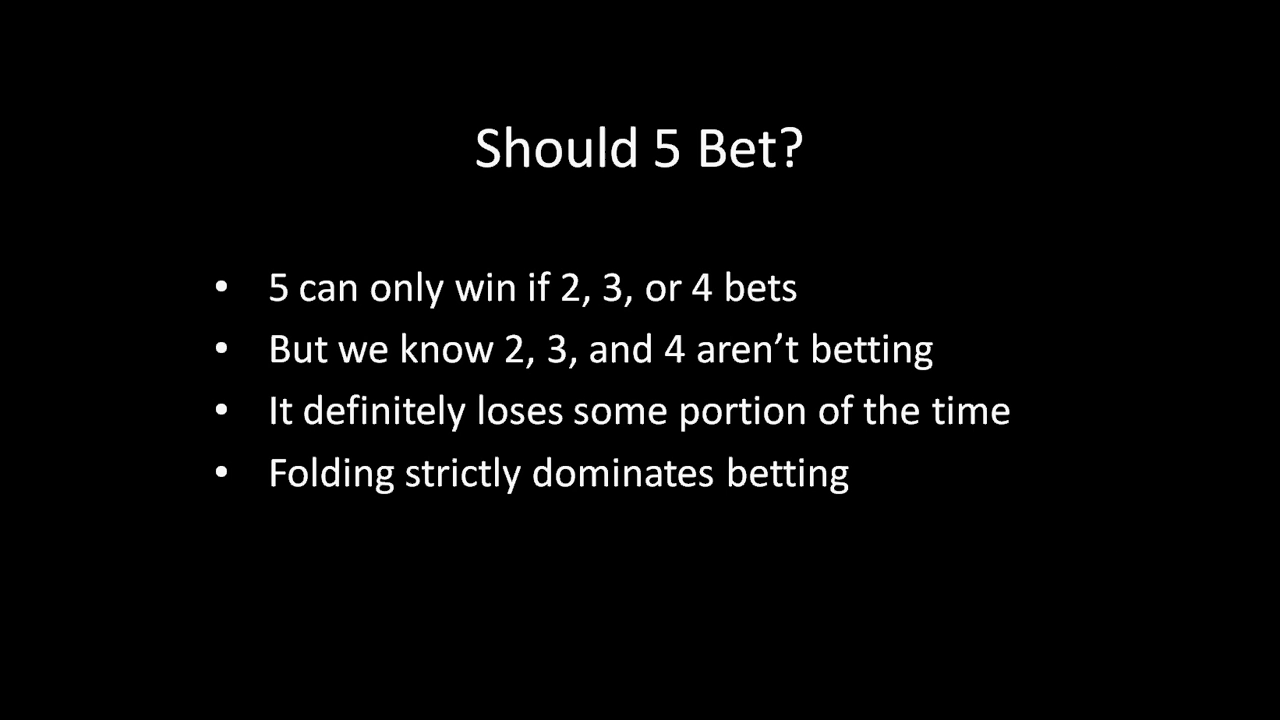 Should 5 Bet?
• 5 can only win if 2, 3, or 4 bets
• But we know 2, 3, and 4 aren’t betting
• It definitely loses some portion of the time
• Folding strictly dominates betting